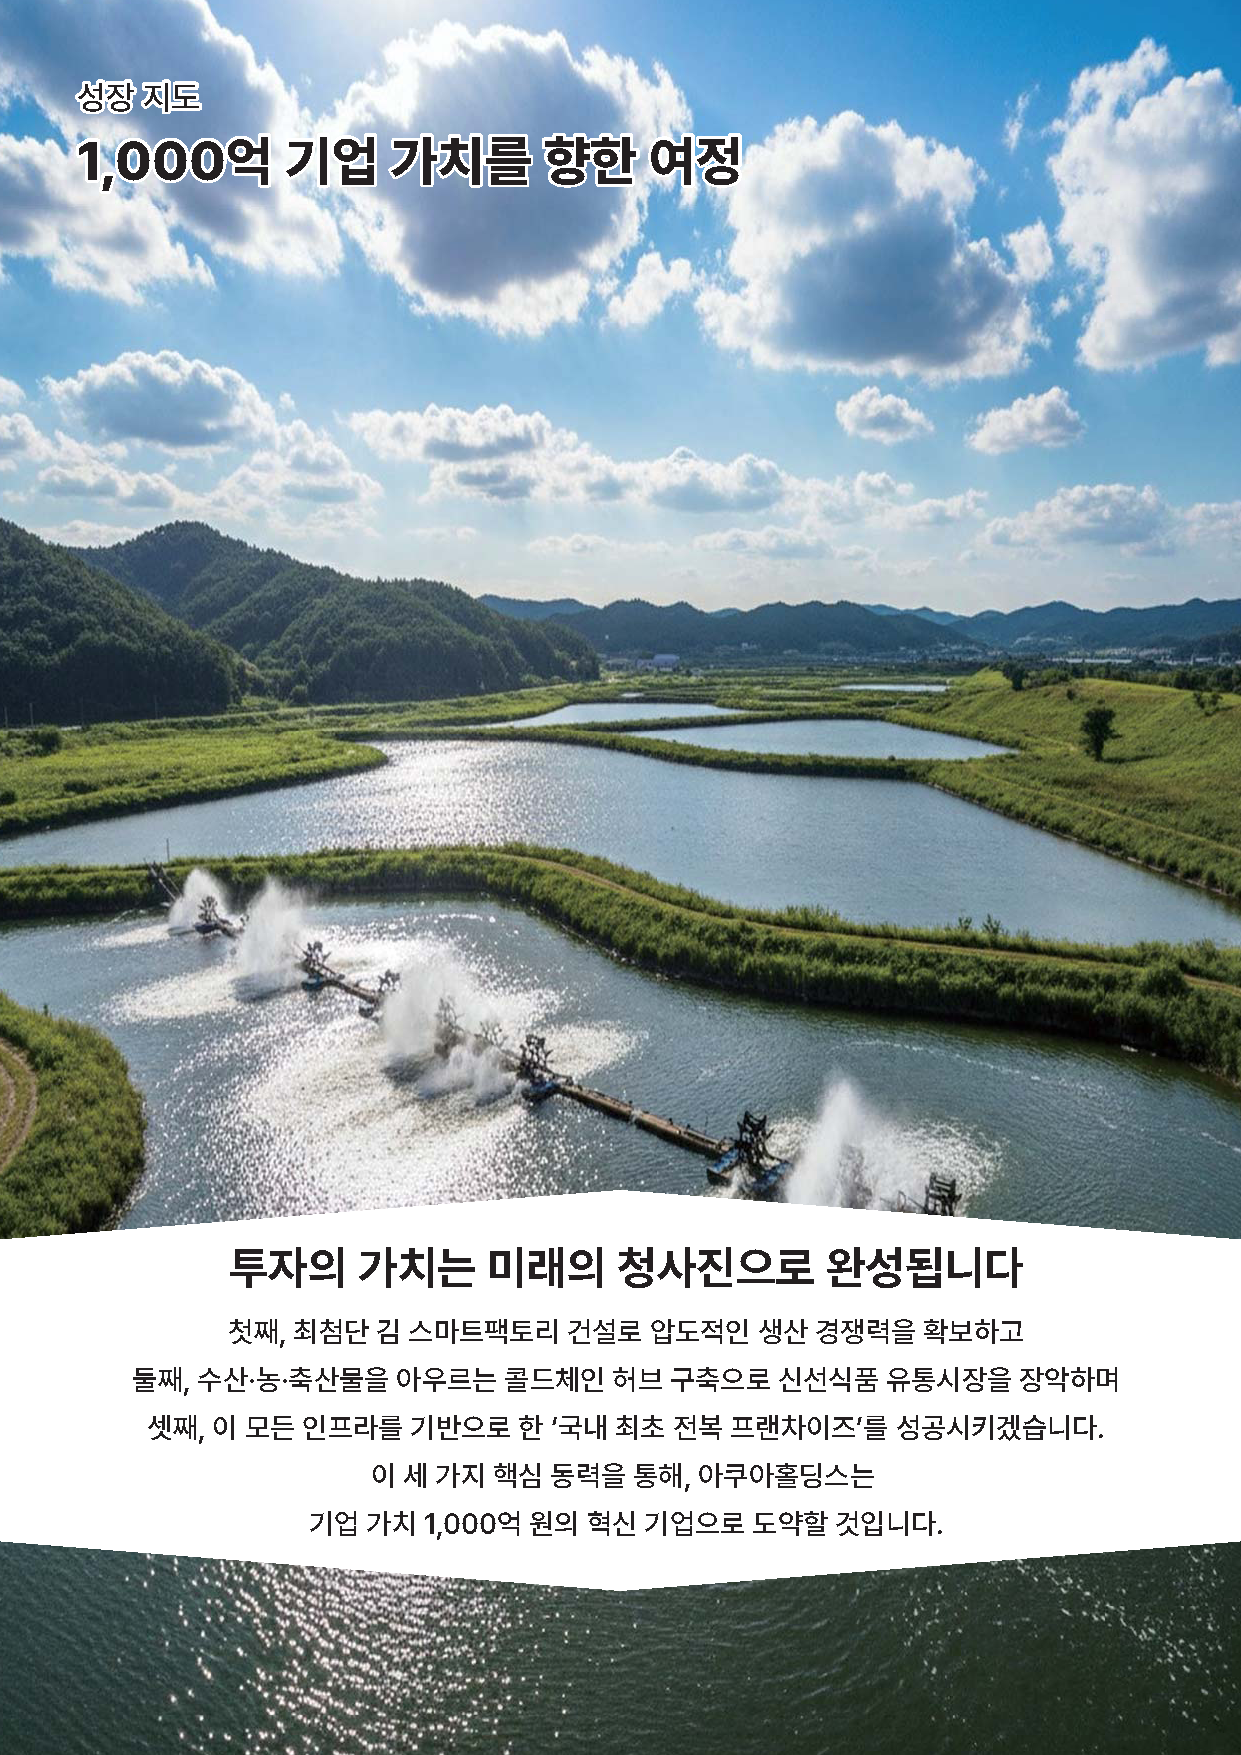 성장 지도
1,000억 기업 가치를 향한 여정
투자의 가치는 미래의 청사진으로 완성됩니다
첫째, 최첨단 김 스마트팩토리 건설로 압도적인 생산 경쟁력을 확보하고
둘째, 수산·농·축산물을 아우르는 콜드체인 허브 구축으로 신선식품 유통시장을 장악하며
셋째, 이 모든 인프라를 기반으로 한 ‘국내 최초 전복 프랜차이즈’를 성공시키겠습니다.
이 세 가지 핵심 동력을 통해, 아쿠아홀딩스는
기업 가치 1,000억 원의 혁신 기업으로 도약할 것입니다.